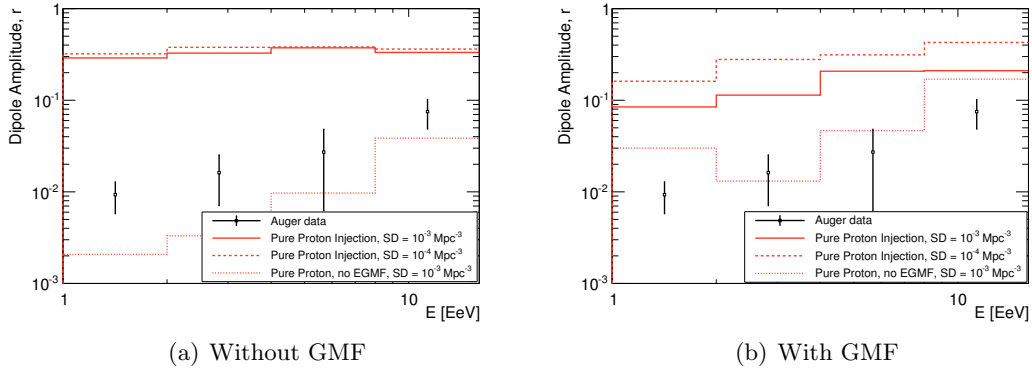 Dipole Amplitude, r
1
10⁻¹
10⁻²
10⁻³
Auger data
Pure Proton Injection, SD = 10⁻³ Mpc⁻³
Pure Proton Injection, SD = 10⁻⁴ Mpc⁻³
Pure Proton, no EGMF, SD = 10⁻³ Mpc⁻³
1
10
E [EeV]
(a) Without GMF
Dipole Amplitude, r
1
10⁻¹
10⁻²
10⁻³
Auger data
Pure Proton Injection, SD = 10⁻³ Mpc⁻³
Pure Proton Injection, SD = 10⁻⁴ Mpc⁻³
Pure Proton, no EGMF, SD = 10⁻³ Mpc⁻³
1
10
E [EeV]
(b) With GMF